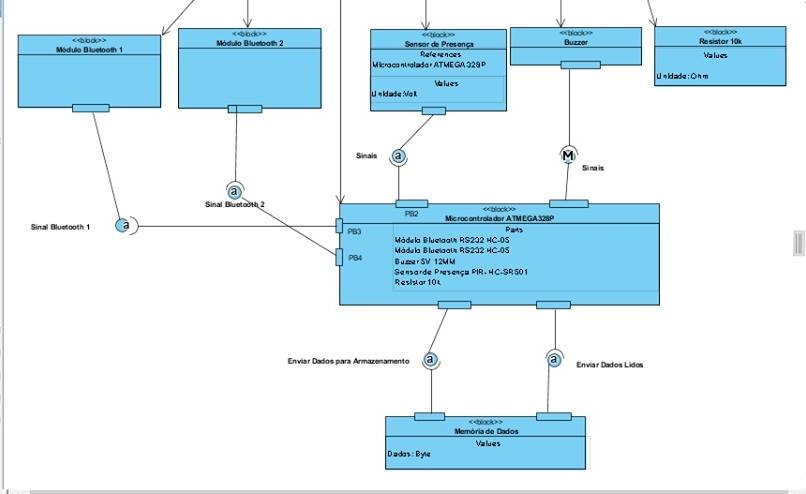 <<block>>
Módulo Bluetooth 1
<<block>>
Módulo Bluetooth 2
<<block>>
Sensor de Presença
References
Microcontrolador ATMEGA328P
Values
Unidade:Volt
<<block>>
Buzzer
<<block>>
Resistor 10k
Values
Unidade: Ohm
Sinais
a
M
Sinais
a
Sinal Bluetooth 2
Sinal Bluetooth 1
a
PB2
PB3
PB4
<<block>>
Microcontrolador ATMEGA328P
Parts
Módulo Bluetooth RS232 HC-05
Módulo Bluetooth RS232 HC-05
Buzzer 5V 12MM
Sensor de Presença PIR- HC-SR501
Resistor 10k
Enviar Dados para Armazenamento
a
a
Enviar Dados Lidos
<<block>>
Memória de Dados
Values
Dados : Byte